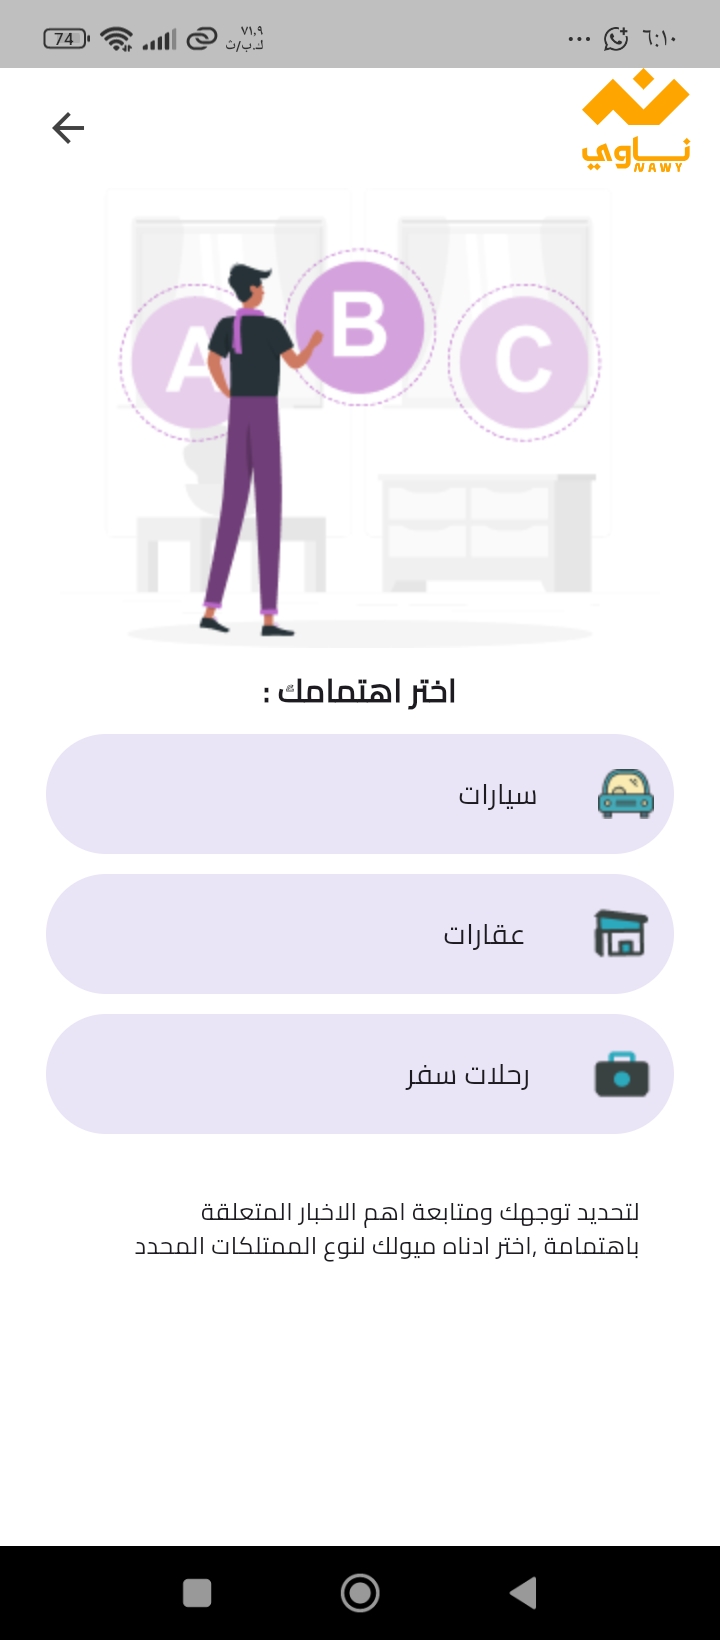 ٧١,٩
ك.ب/ث
74
٦:١٠
ناوي
NAWY
A
B
C
اختر اهتمامك :
سيارات
عقارات
رحلات سفر
لتحديد توجهك ومتابعة اهم الاخبار المتعلقة
باهتمامة ,اختر ادناه ميولك لنوع الممتلكات المحدد